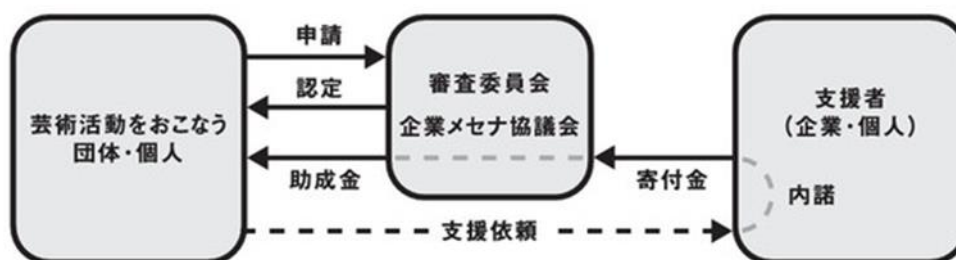 芸術活動をおこなう
団体・個人
申請
認定
助成金
審査委員会
企業メセナ協議会
寄付金
支援者
（企業・個人）
内諾
支援依頼